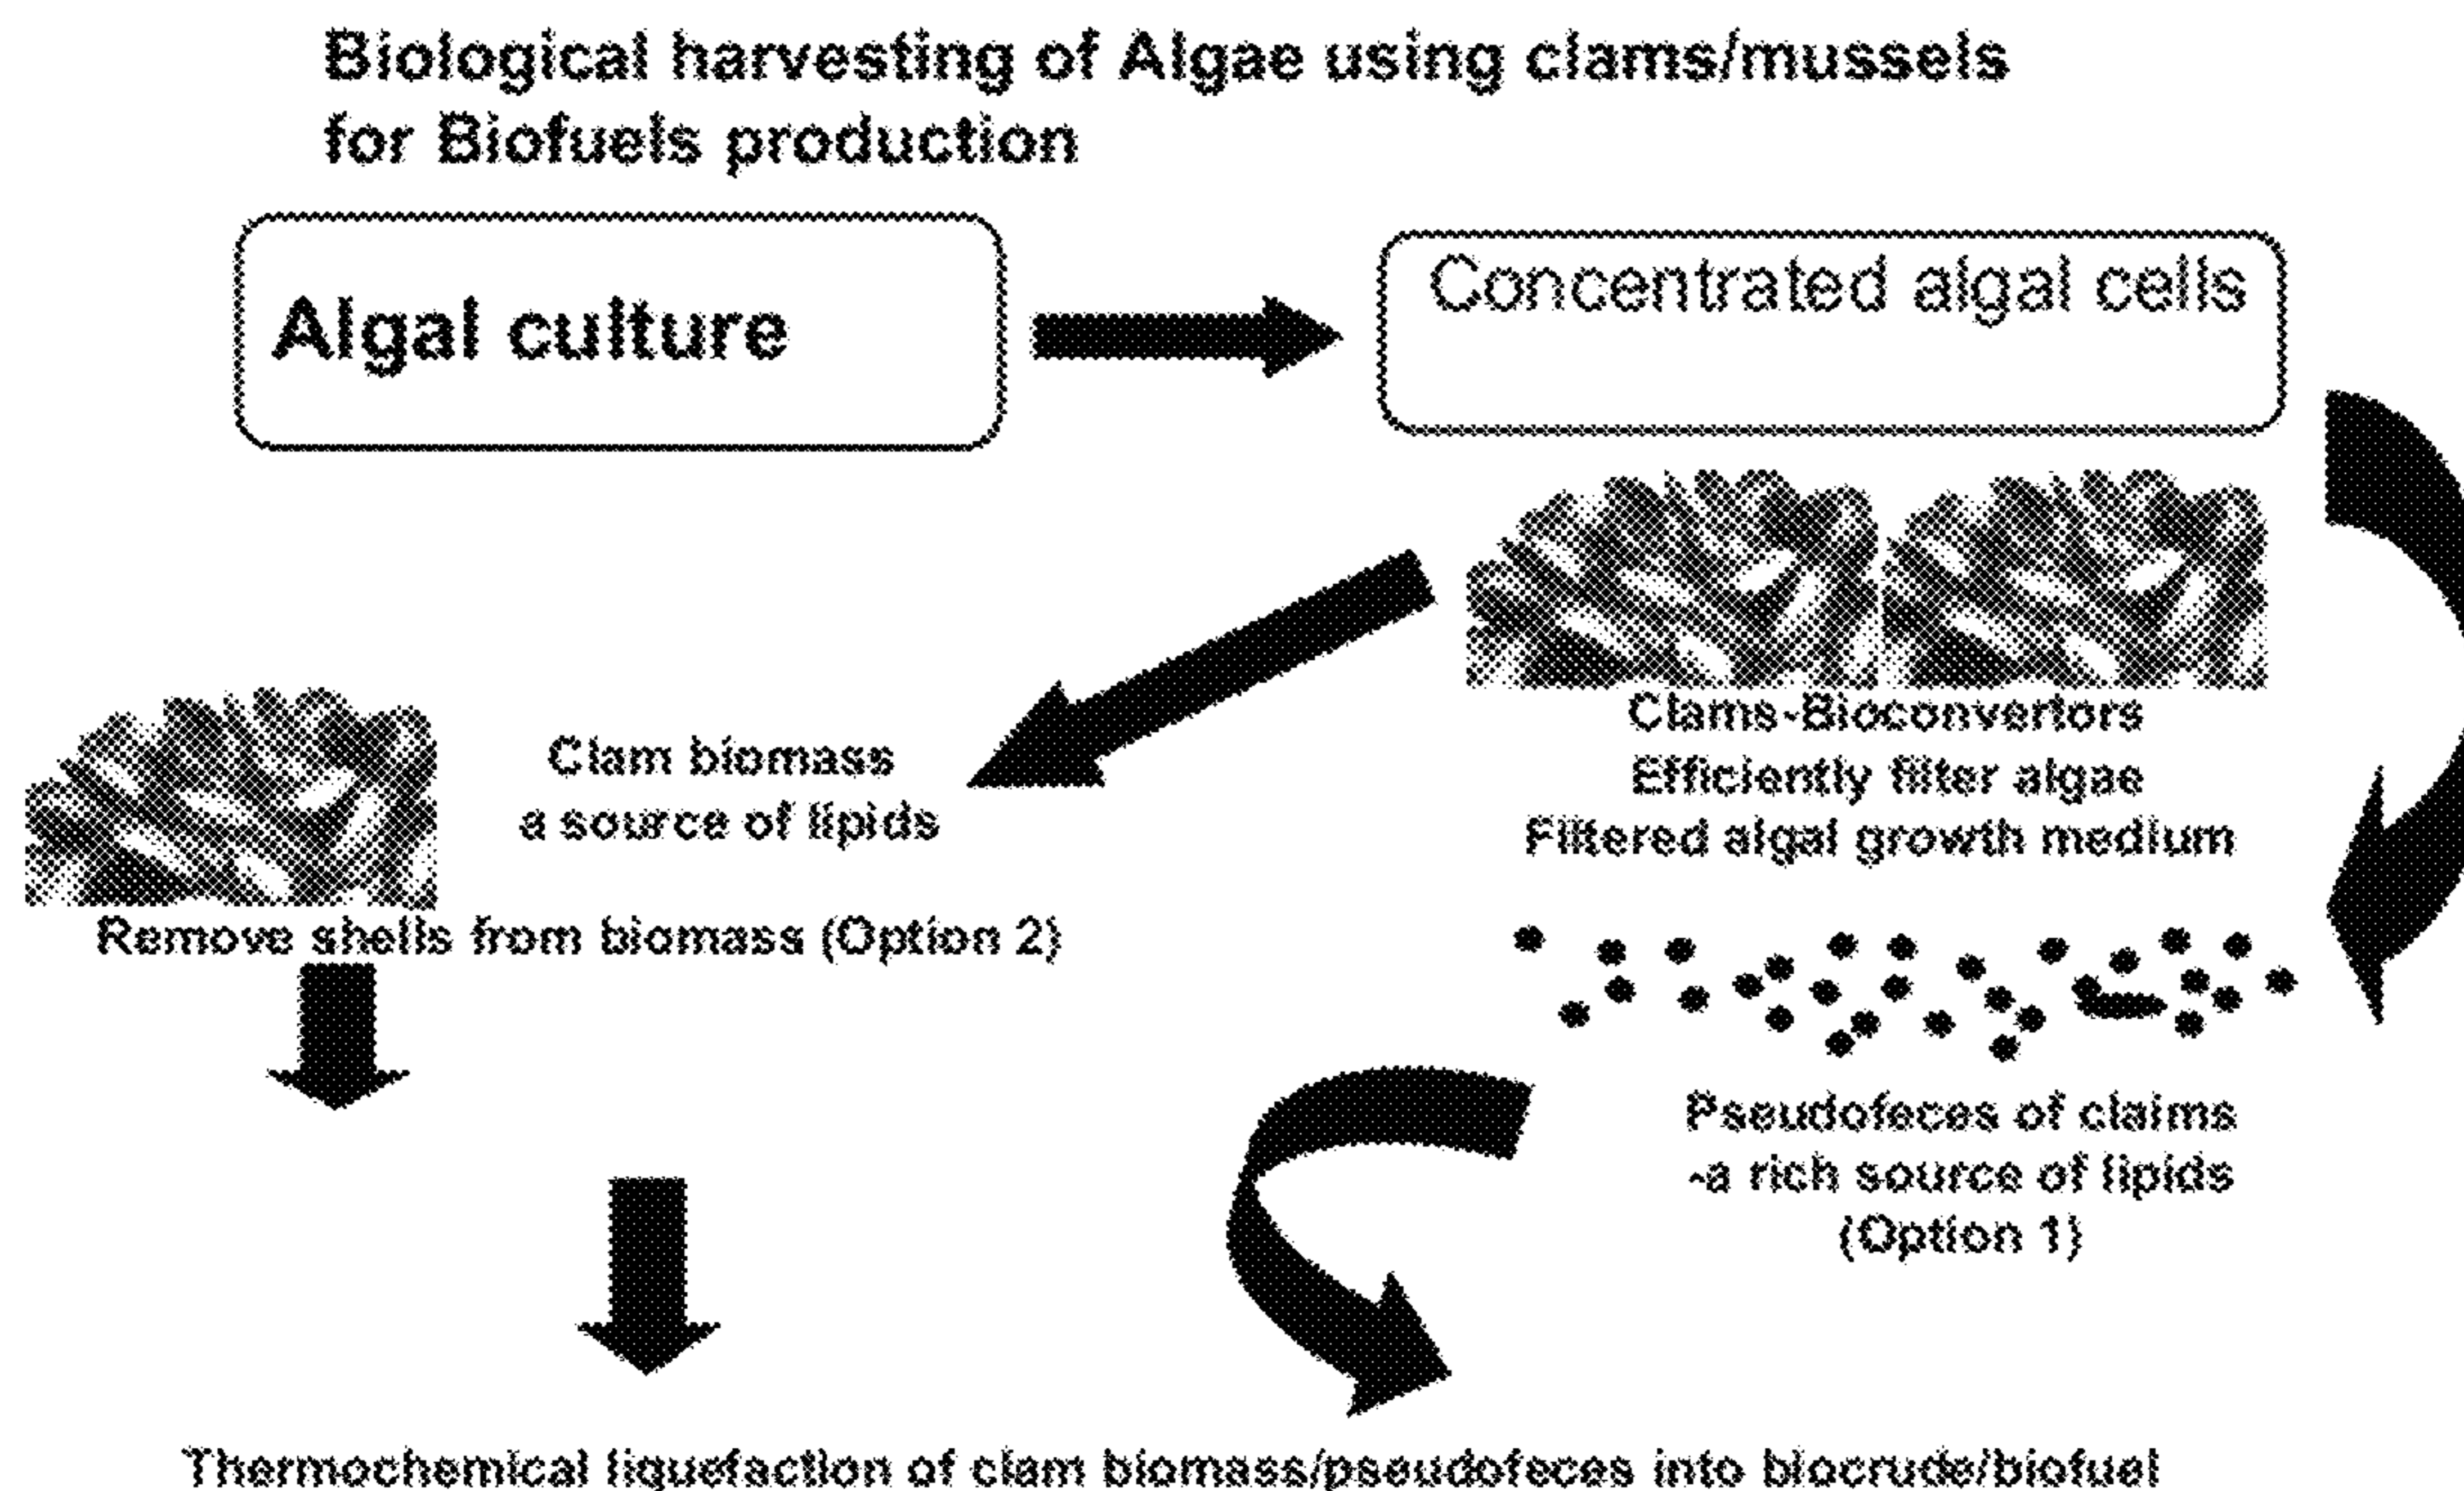 Biological harvesting of Algae using clams/mussels
for Biofuels production
Algal culture
Concentrated algal cells
Clams-Bioconvertors
Efficiently filter algae
Filtered algal growth medium
Clam biomass
a source of lipids
Remove shells from biomass (Option 2)
Pseudofeces of claims
-a rich source of lipids
(Option 1)
Thermochemical liquefaction of clam biomass/pseudofeces into biocrude/biofuel